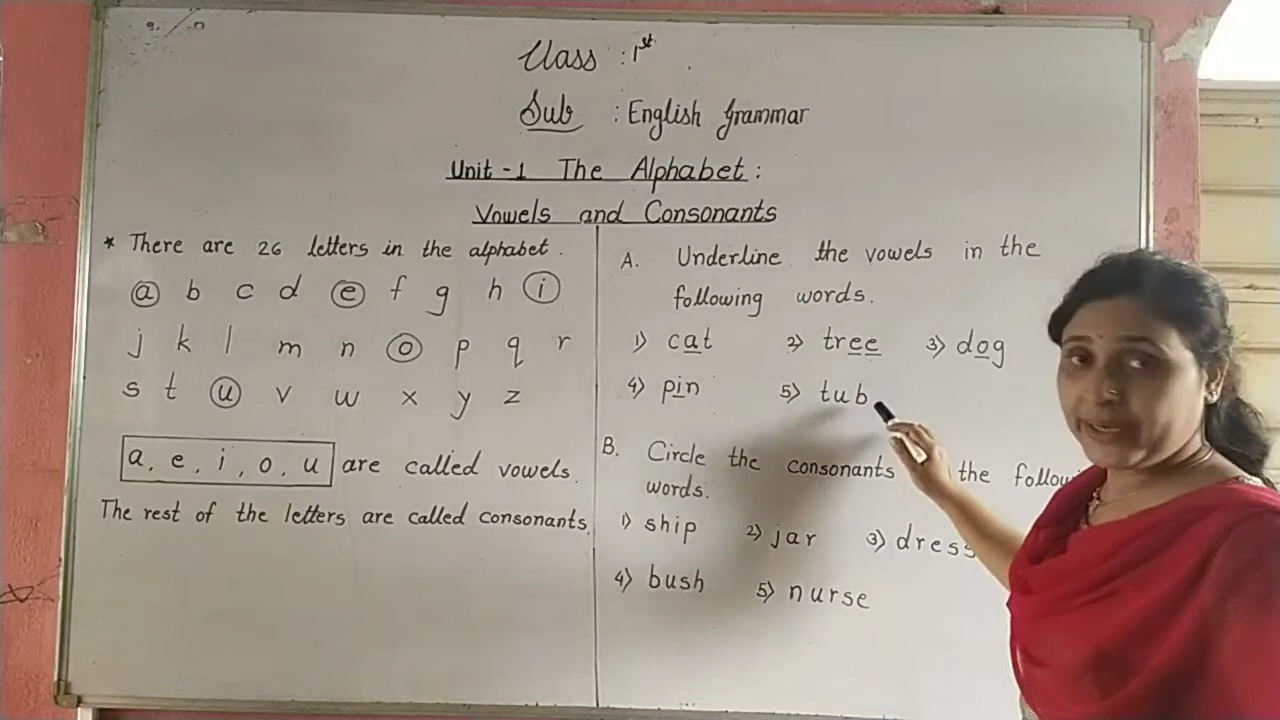 Class : 1st
Sub : English Grammar
Unit - 1 The Alphabet :
Vowels and Consonants
* There are 26 letters in the alphabet.
a b c d e f g h i
j k l m n o p q r
s t u v w x y z
a, e, i, o, u are called vowels.
The rest of the letters are called consonants.
A. Underline the vowels in the
following words.
1) cat 2) tree 3) dog
4) pin 5) tub
B. Circle the consonants the
words.
1) ship 2) jar 3) dress
4) bush 5) nurse